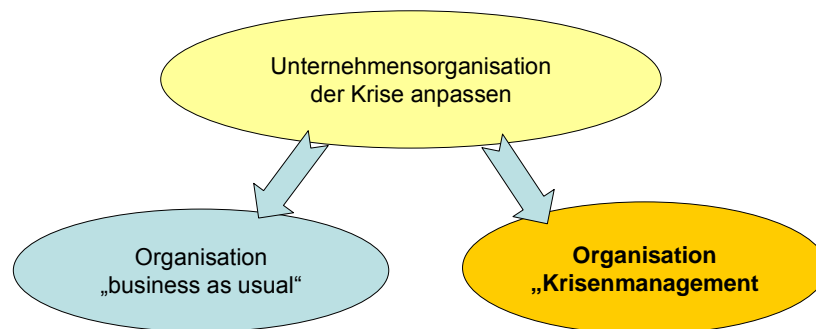 Unternehmensorganisation
der Krise anpassen
Organisation
„business as usual“
Organisation
„Krisenmanagement